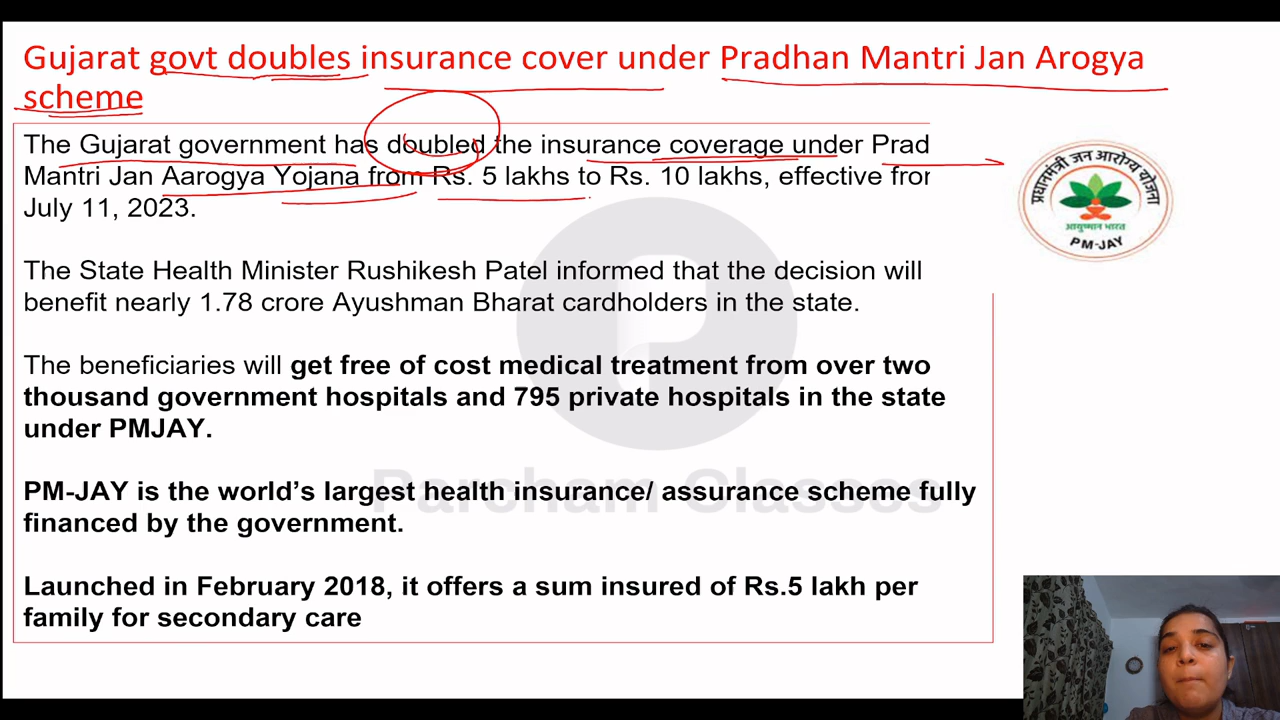 Gujarat govt doubles insurance cover under Pradhan Mantri Jan Arogya
scheme
The Gujarat government has doubled the insurance coverage under Prad
Mantri Jan Aarogya Yojana from Rs. 5 lakhs to Rs. 10 lakhs, effective fror
July 11, 2023.
The State Health Minister Rushikesh Patel informed that the decision will
benefit nearly 1.78 crore Ayushman Bharat cardholders in the state.
The beneficiaries will get free of cost medical treatment from over two
thousand government hospitals and 795 private hospitals in the state
under PMJAY.
PM-JAY is the world's largest health insurance/ assurance scheme fully
financed by the government.
Launched in February 2018, it offers a sum insured of Rs.5 lakh per
family for secondary care
Parcham Classes
प्रधानमंत्री जन आरोग्य योजना
आयुष्मान भारत
PM-JAY